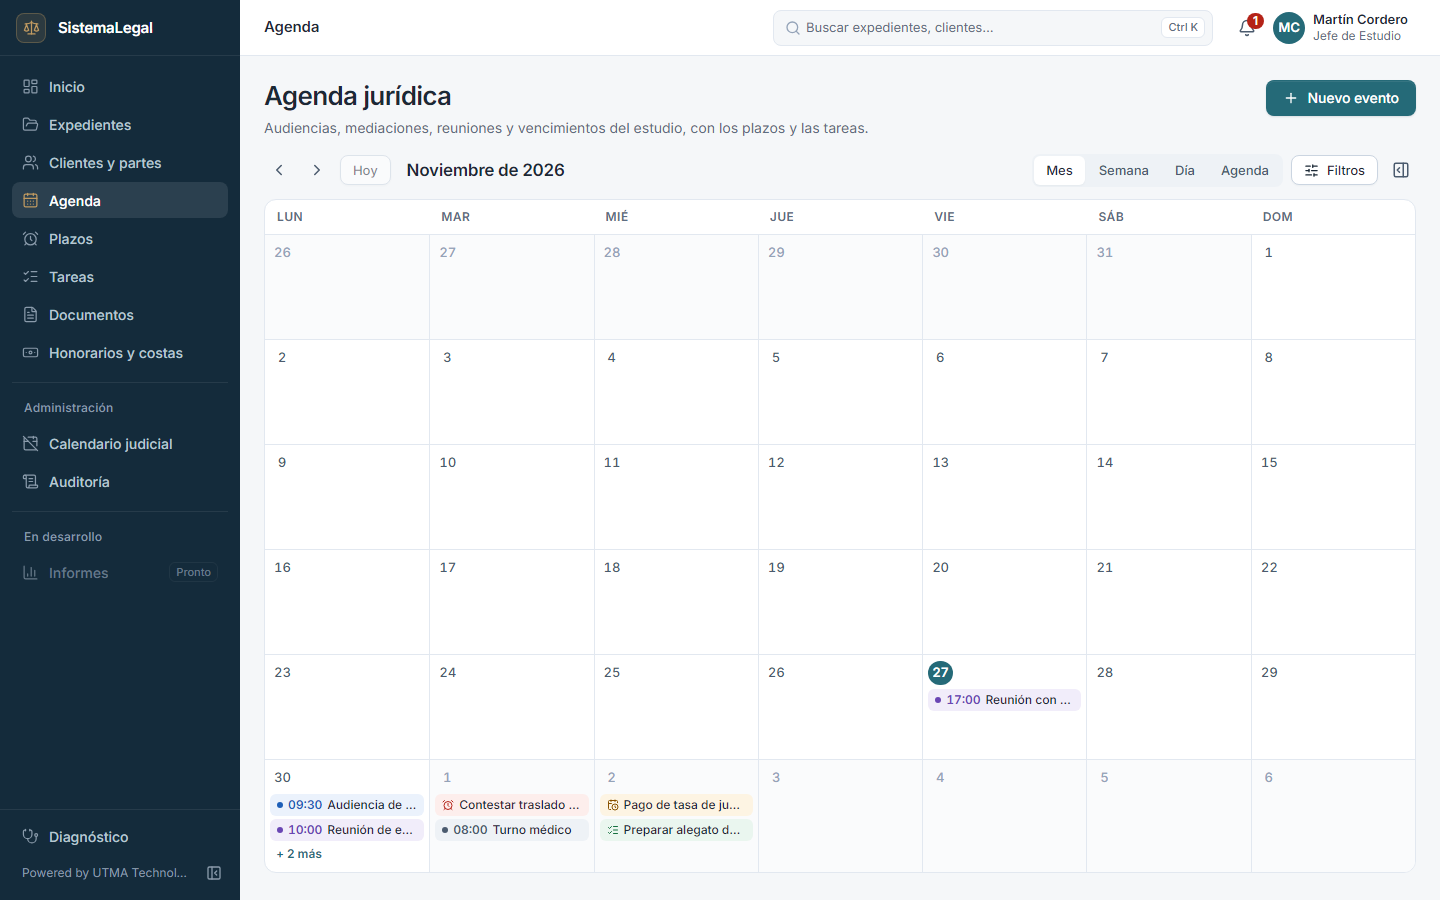 SistemaLegal
Agenda
Buscar expedientes, clientes...
Ctrl K
1
MC
Martín Cordero
Jefe de Estudio
Inicio
Expedientes
Clientes y partes
Agenda
Plazos
Tareas
Documentos
Honorarios y costas
Administración
Calendario judicial
Auditoría
En desarrollo
Informes
Pronto
Diagnóstico
Powered by UTMA Technol...
Agenda jurídica
Audiencias, mediaciones, reuniones y vencimientos del estudio, con los plazos y las tareas.
+ Nuevo evento
Hoy
Noviembre de 2026
Mes Semana Día Agenda
Filtros
LUN MAR MIÉ JUE VIE SÁB DOM
26 27 28 29 30 31 1
2 3 4 5 6 7 8
9 10 11 12 13 14 15
16 17 18 19 20 21 22
23 24 25 26 27 28 29
17:00 Reunión con ...
30 1 2 3 4 5 6
09:30 Audiencia de ...
10:00 Reunión de e...
+ 2 más
Contestar traslado ...
08:00 Turno médico
Pago de tasa de ju...
Preparar alegato d...